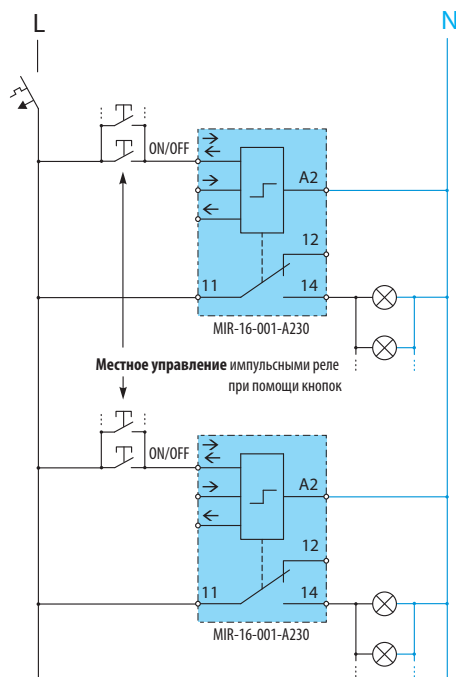 L
N
ON/OFF
A2
12
11
14
MIR-16-001-A230
Местное управление импульсными реле
при помощи кнопок
ON/OFF
A2
12
11
14
MIR-16-001-A230